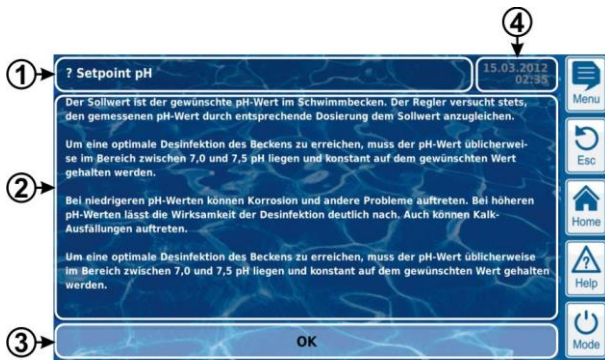 4
1
? Setpoint pH
15.03.2012
02:35
Menu
2
Der Sollwert ist der gewünschte pH-Wert im Schwimmbecken. Der Regler versucht stets,
den gemessenen pH-Wert durch entsprechende Dosierung dem Sollwert anzugleichen.
Um eine optimale Desinfektion des Beckens zu erreichen, muss der pH-Wert üblicherwei-
se im Bereich zwischen 7,0 und 7,5 pH liegen und konstant auf dem gewünschten Wert
gehalten werden.
Bei niedrigeren pH-Werten können Korrosion und andere Probleme auftreten. Bei höheren
pH-Werten lässt die Wirksamkeit der Desinfektion deutlich nach. Auch können Kalk-
Ausfällungen auftreten.
Um eine optimale Desinfektion des Beckens zu erreichen, muss der pH-Wert üblicherweise
im Bereich zwischen 7,0 und 7,5 pH liegen und konstant auf dem gewünschten Wert gehalten
werden.
Esc
Home
?
Help
3
OK
Mode